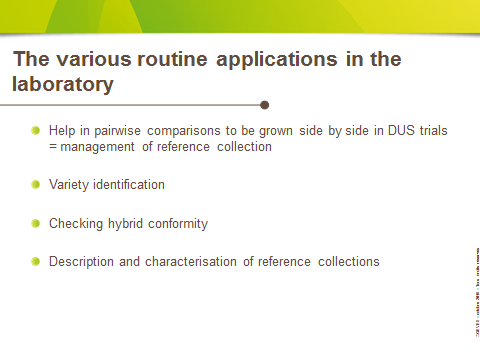 The various routine applications in the
laboratory
Help in pairwise comparisons to be grown side by side in DUS trials
= management of reference collection
Variety identification
Checking hybrid conformity
Description and characterisation of reference collections